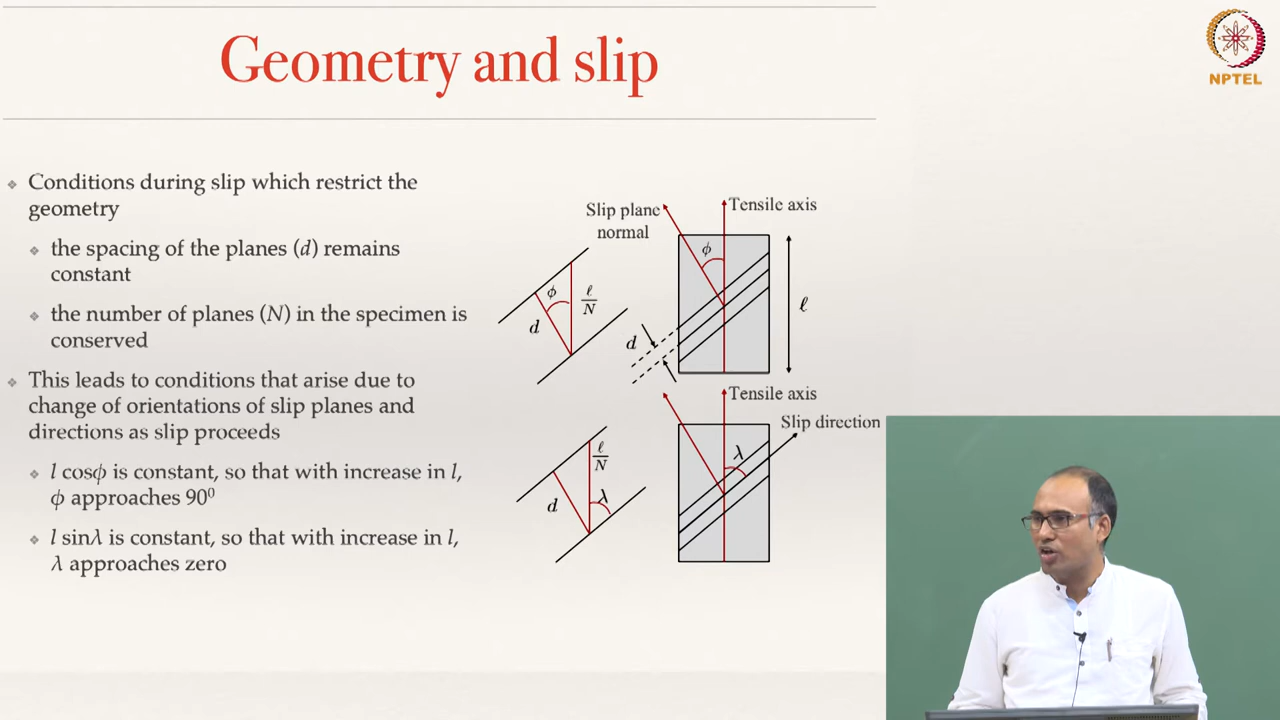 Geometry and slip
NPTEL
Conditions during slip which restrict the
geometry
the spacing of the planes (d) remains
constant
the number of planes (N) in the specimen is
conserved
This leads to conditions that arise due to
change of orientations of slip planes and
directions as slip proceeds
l cosϕ is constant, so that with increase in l,
ϕ approaches 90⁰
l sinλ is constant, so that with increase in l,
λ approaches zero
Slip plane
normal
Tensile axis
ϕ
ϕ
ℓ
N
d
d
ℓ
Tensile axis
Slip direction
λ
ℓ
N
λ
d